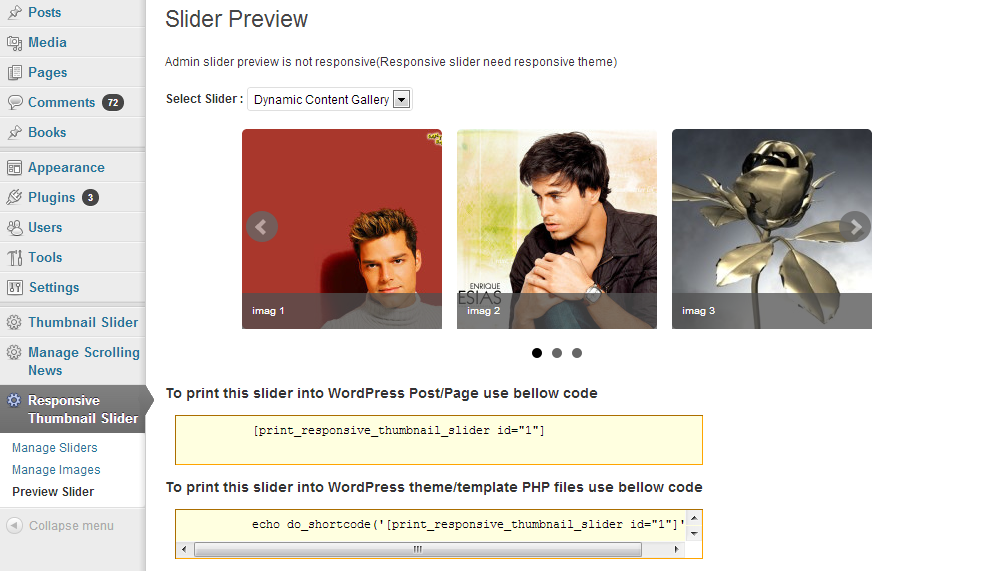 Posts
Media
Pages
Comments 72
Books
Appearance
Plugins 3
Users
Tools
Settings
Thumbnail Slider
Manage Scrolling
News
Responsive
Thumbnail Slider
Manage Sliders
Manage Images
Preview Slider
Collapse menu
Slider Preview
Admin slider preview is not responsive(Responsive slider need responsive theme)
Select Slider : Dynamic Content Gallery
imag 1
ENRIQUE
ESIAS
imag 2
imag 3
To print this slider into WordPress Post/Page use bellow code
[print_responsive_thumbnail_slider id="1"]
To print this slider into WordPress theme/template PHP files use bellow code
echo do_shortcode('[print_responsive_thumbnail_slider id="1"]'